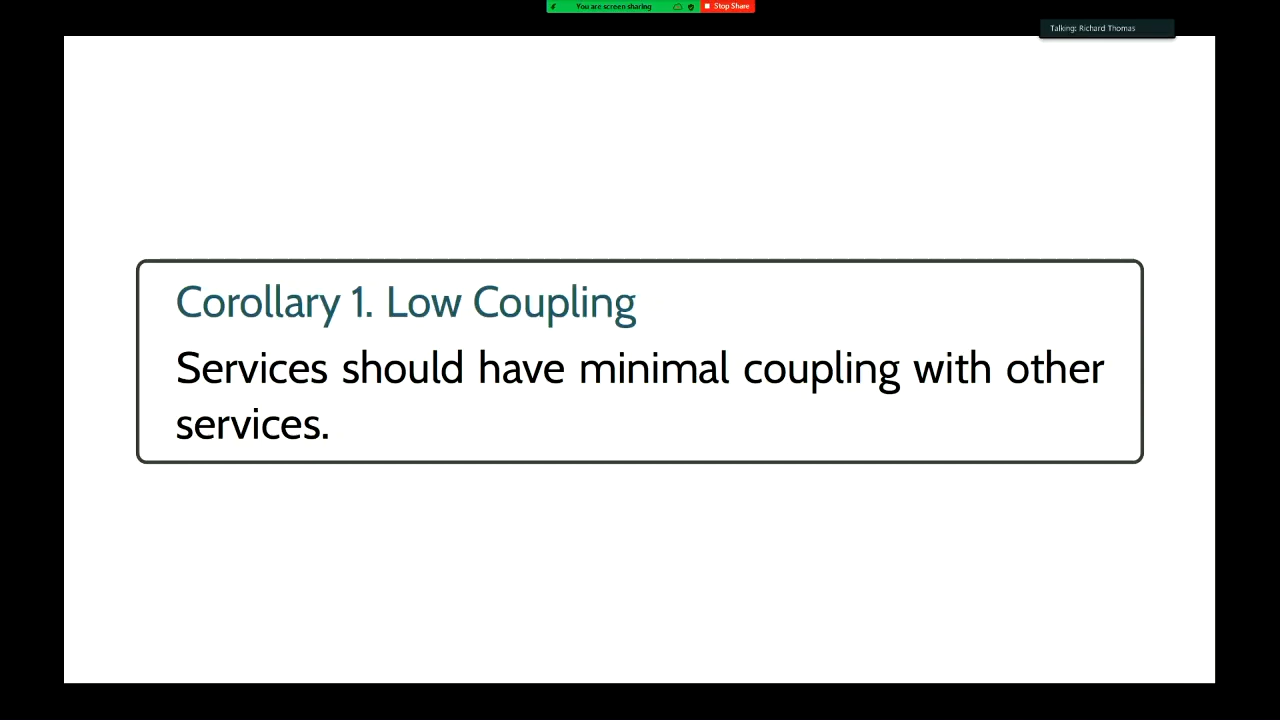 You are screen sharing
Stop Share
Talking: Richard Thomas
Corollary 1. Low Coupling
Services should have minimal coupling with other
services.